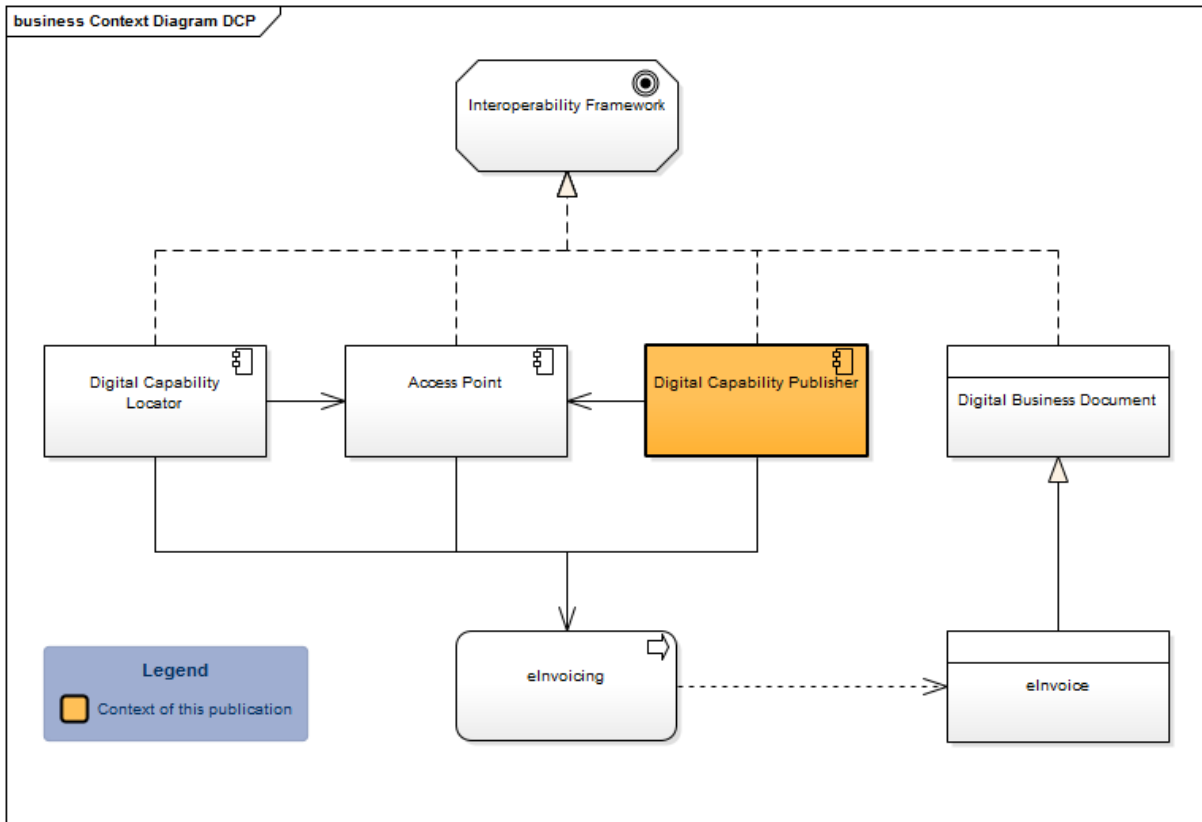 business Context Diagram DCP
Interoperability Framework
Digital Capability
Locator
Access Point
Digital Capability Publisher
Digital Business Document
eInvoicing
eInvoice
Legend
Context of this publication